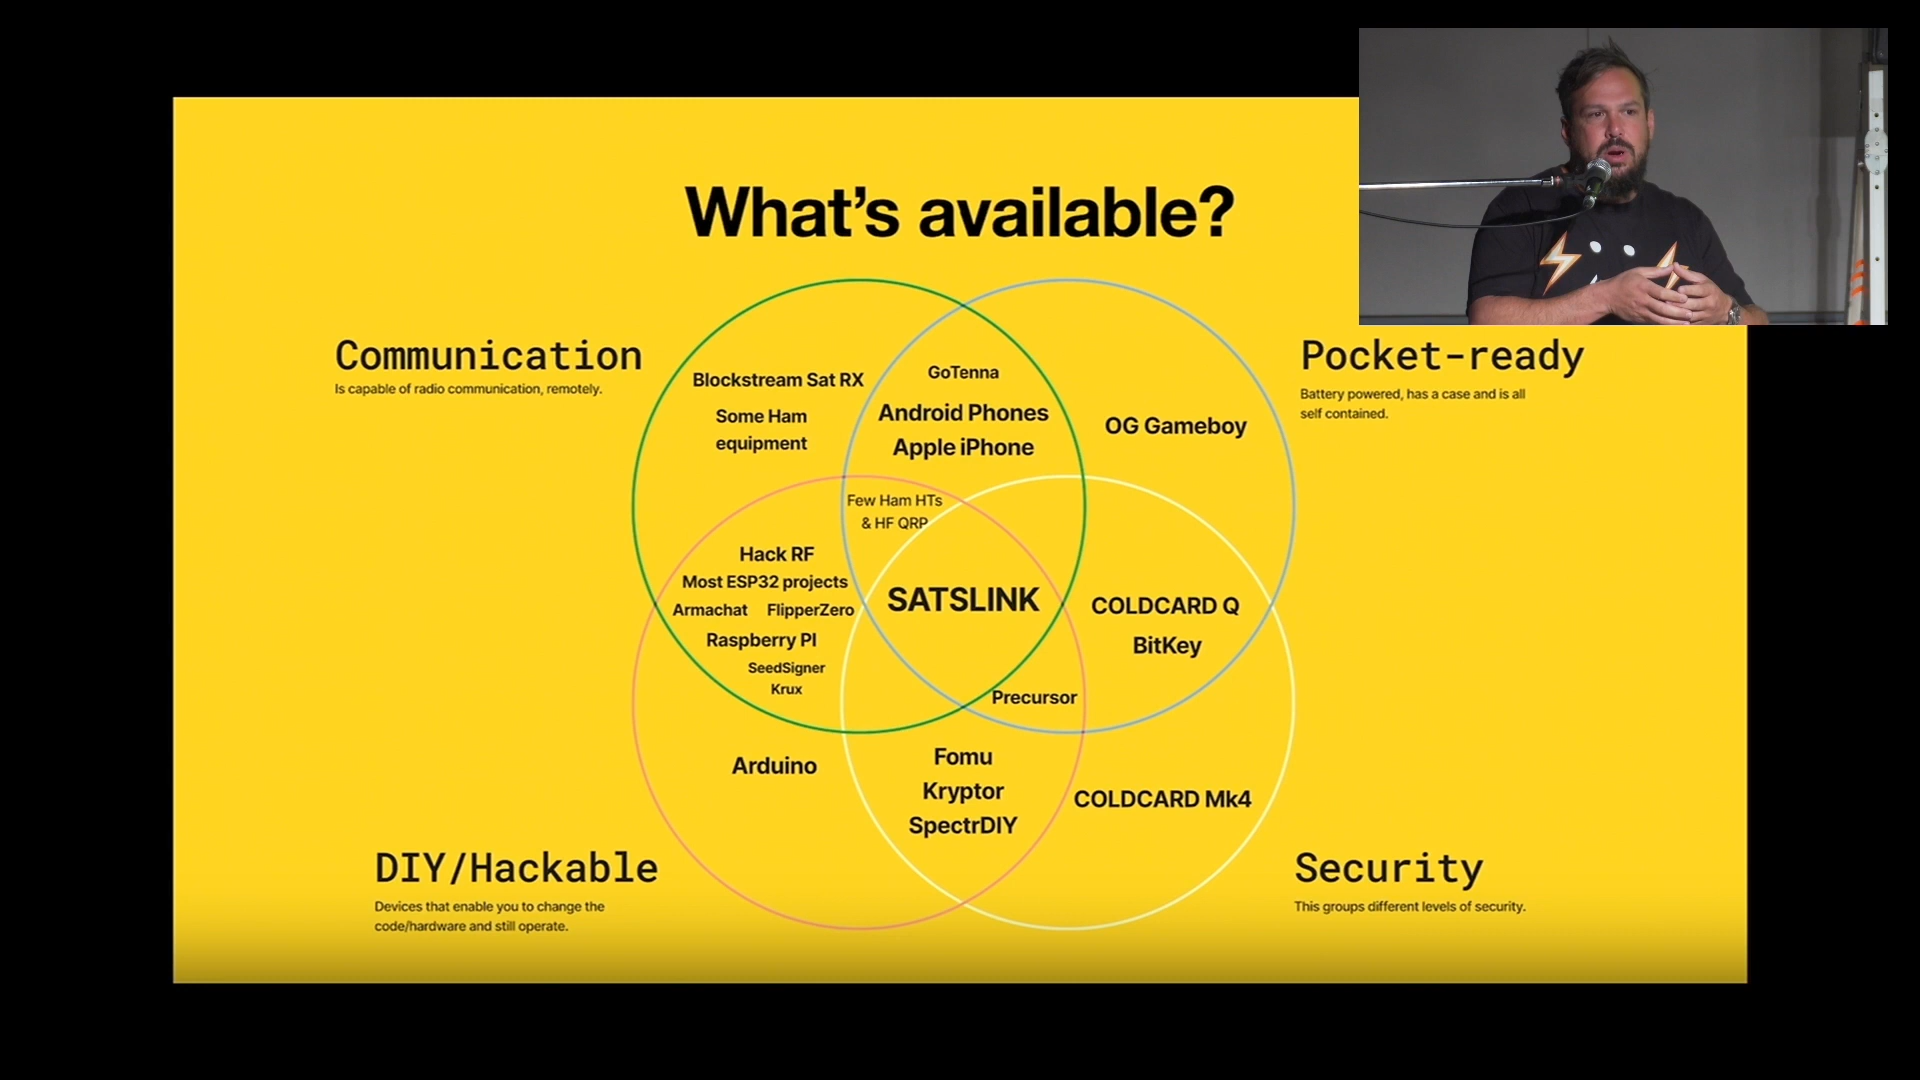 What's available?
Communication
Is capable of radio communication, remotely.
Pocket-ready
Battery powered, has a case and is all
self contained.
Blockstream Sat RX
Some Ham
equipment
GoTenna
Android Phones
Apple iPhone
OG Gameboy
Few Ham HTs
& HF QRP
Hack RF
Most ESP32 projects
Armachat FlipperZero
Raspberry PI
SeedSigner
Krux
SATSLINK
COLDCARD Q
BitKey
Precursor
Arduino
Fomu
Kryptor
SpectrDIY
COLDCARD Mk4
DIY/Hackable
Devices that enable you to change the
code/hardware and still operate.
Security
This groups different levels of security.